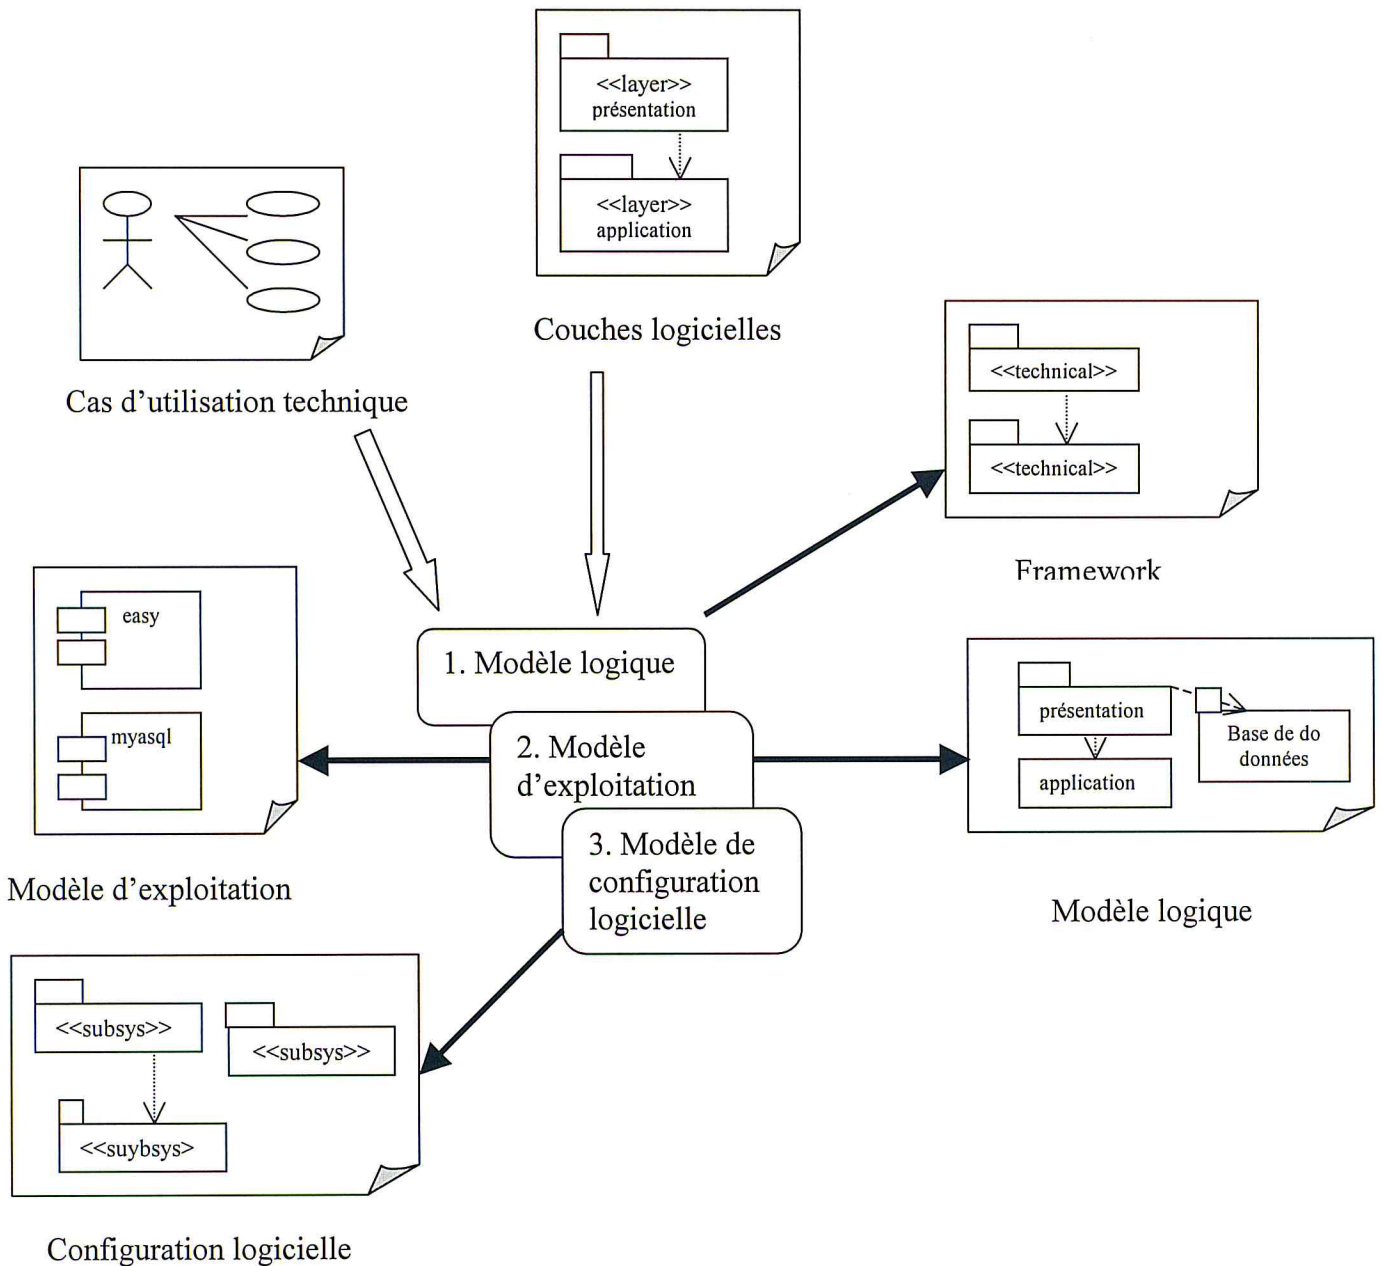 <<layer>>
présentation
<<layer>>
application
Couches logicielles
Cas d'utilisation technique
<<technical>>
<<technical>>
Framework
easy
myasql
Modèle d'exploitation
1. Modèle logique
2. Modèle
d'exploitation
3. Modèle de
configuration
logicielle
présentation
application
Base de do
données
Modèle logique
<<subsys>>
<<subsys>>
<<suybsys>
Configuration logicielle